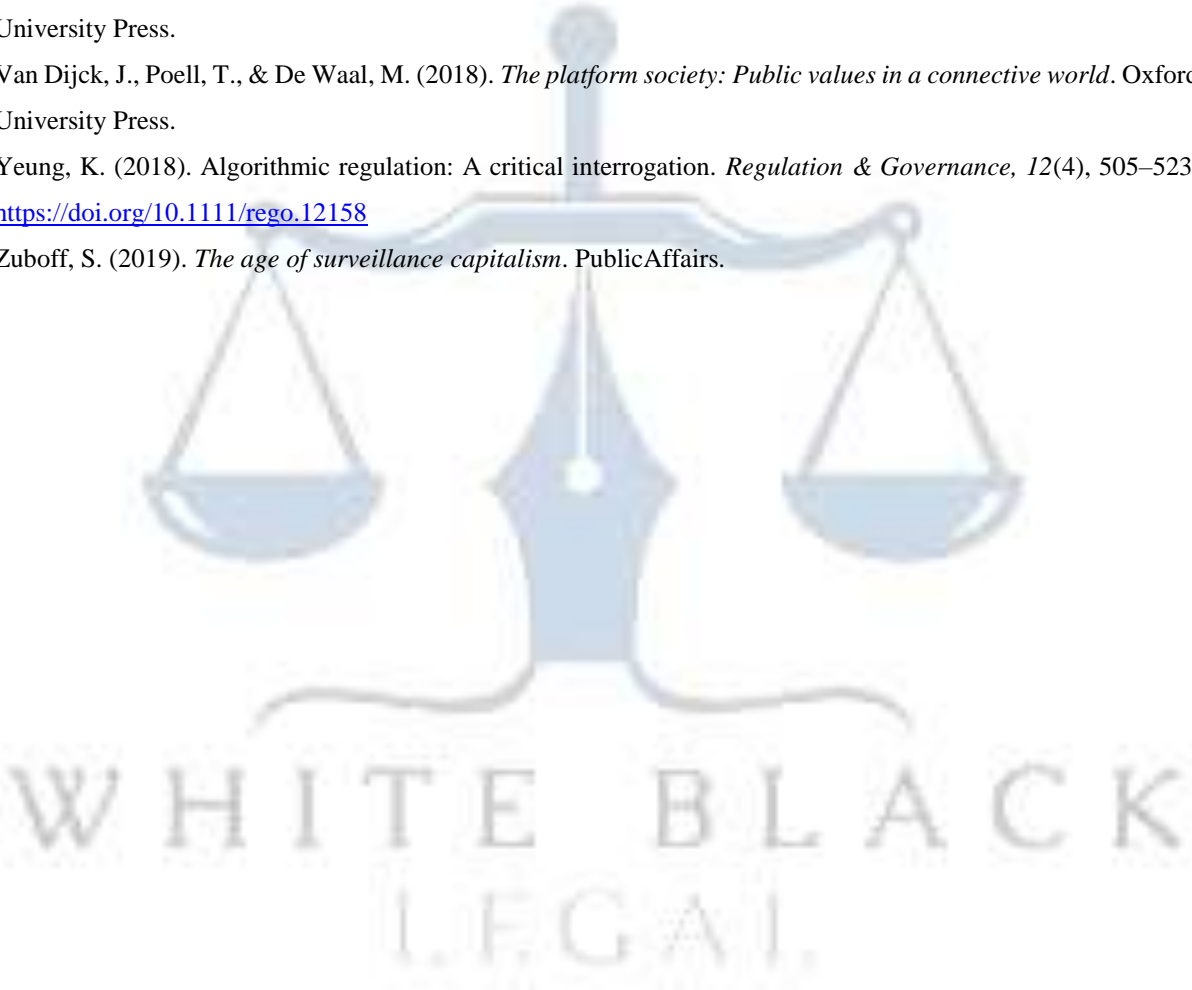 University Press.
Van Dijck, J., Poell, T., & De Waal, M. (2018). The platform society: Public values in a connective world. Oxford
University Press.
Yeung, K. (2018). Algorithmic regulation: A critical interrogation. Regulation & Governance, 12(4), 505–523
https://doi.org/10.1111/rego.12158
Zuboff, S. (2019). The age of surveillance capitalism. PublicAffairs.
WHITE BLACK
LEGAL